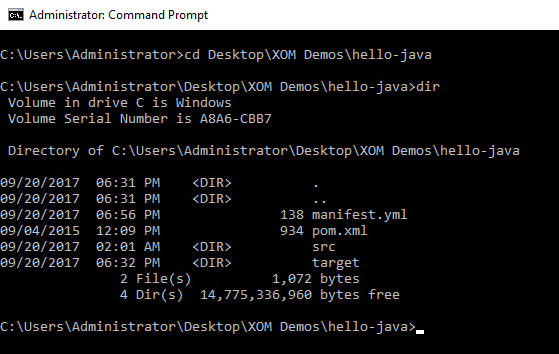 Administrator: Command Prompt
C:\Users\Administrator>cd Desktop\XOM Demos\hello-java
C:\Users\Administrator\Desktop\XOM Demos\hello-java>dir
Volume in drive C is Windows
Volume Serial Number is A8A6-CBB7
Directory of C:\Users\Administrator\Desktop\XOM Demos\hello-java
09/20/2017  06:31 PM    <DIR>          .
09/20/2017  06:31 PM    <DIR>          ..
09/20/2017  06:56 PM               138 manifest.yml
09/04/2015  12:09 PM               934 pom.xml
09/20/2017  02:01 AM    <DIR>          src
09/20/2017  06:32 PM    <DIR>          target
2 File(s)          1,072 bytes
4 Dir(s)  14,775,336,960 bytes free
C:\Users\Administrator\Desktop\XOM Demos\hello-java>